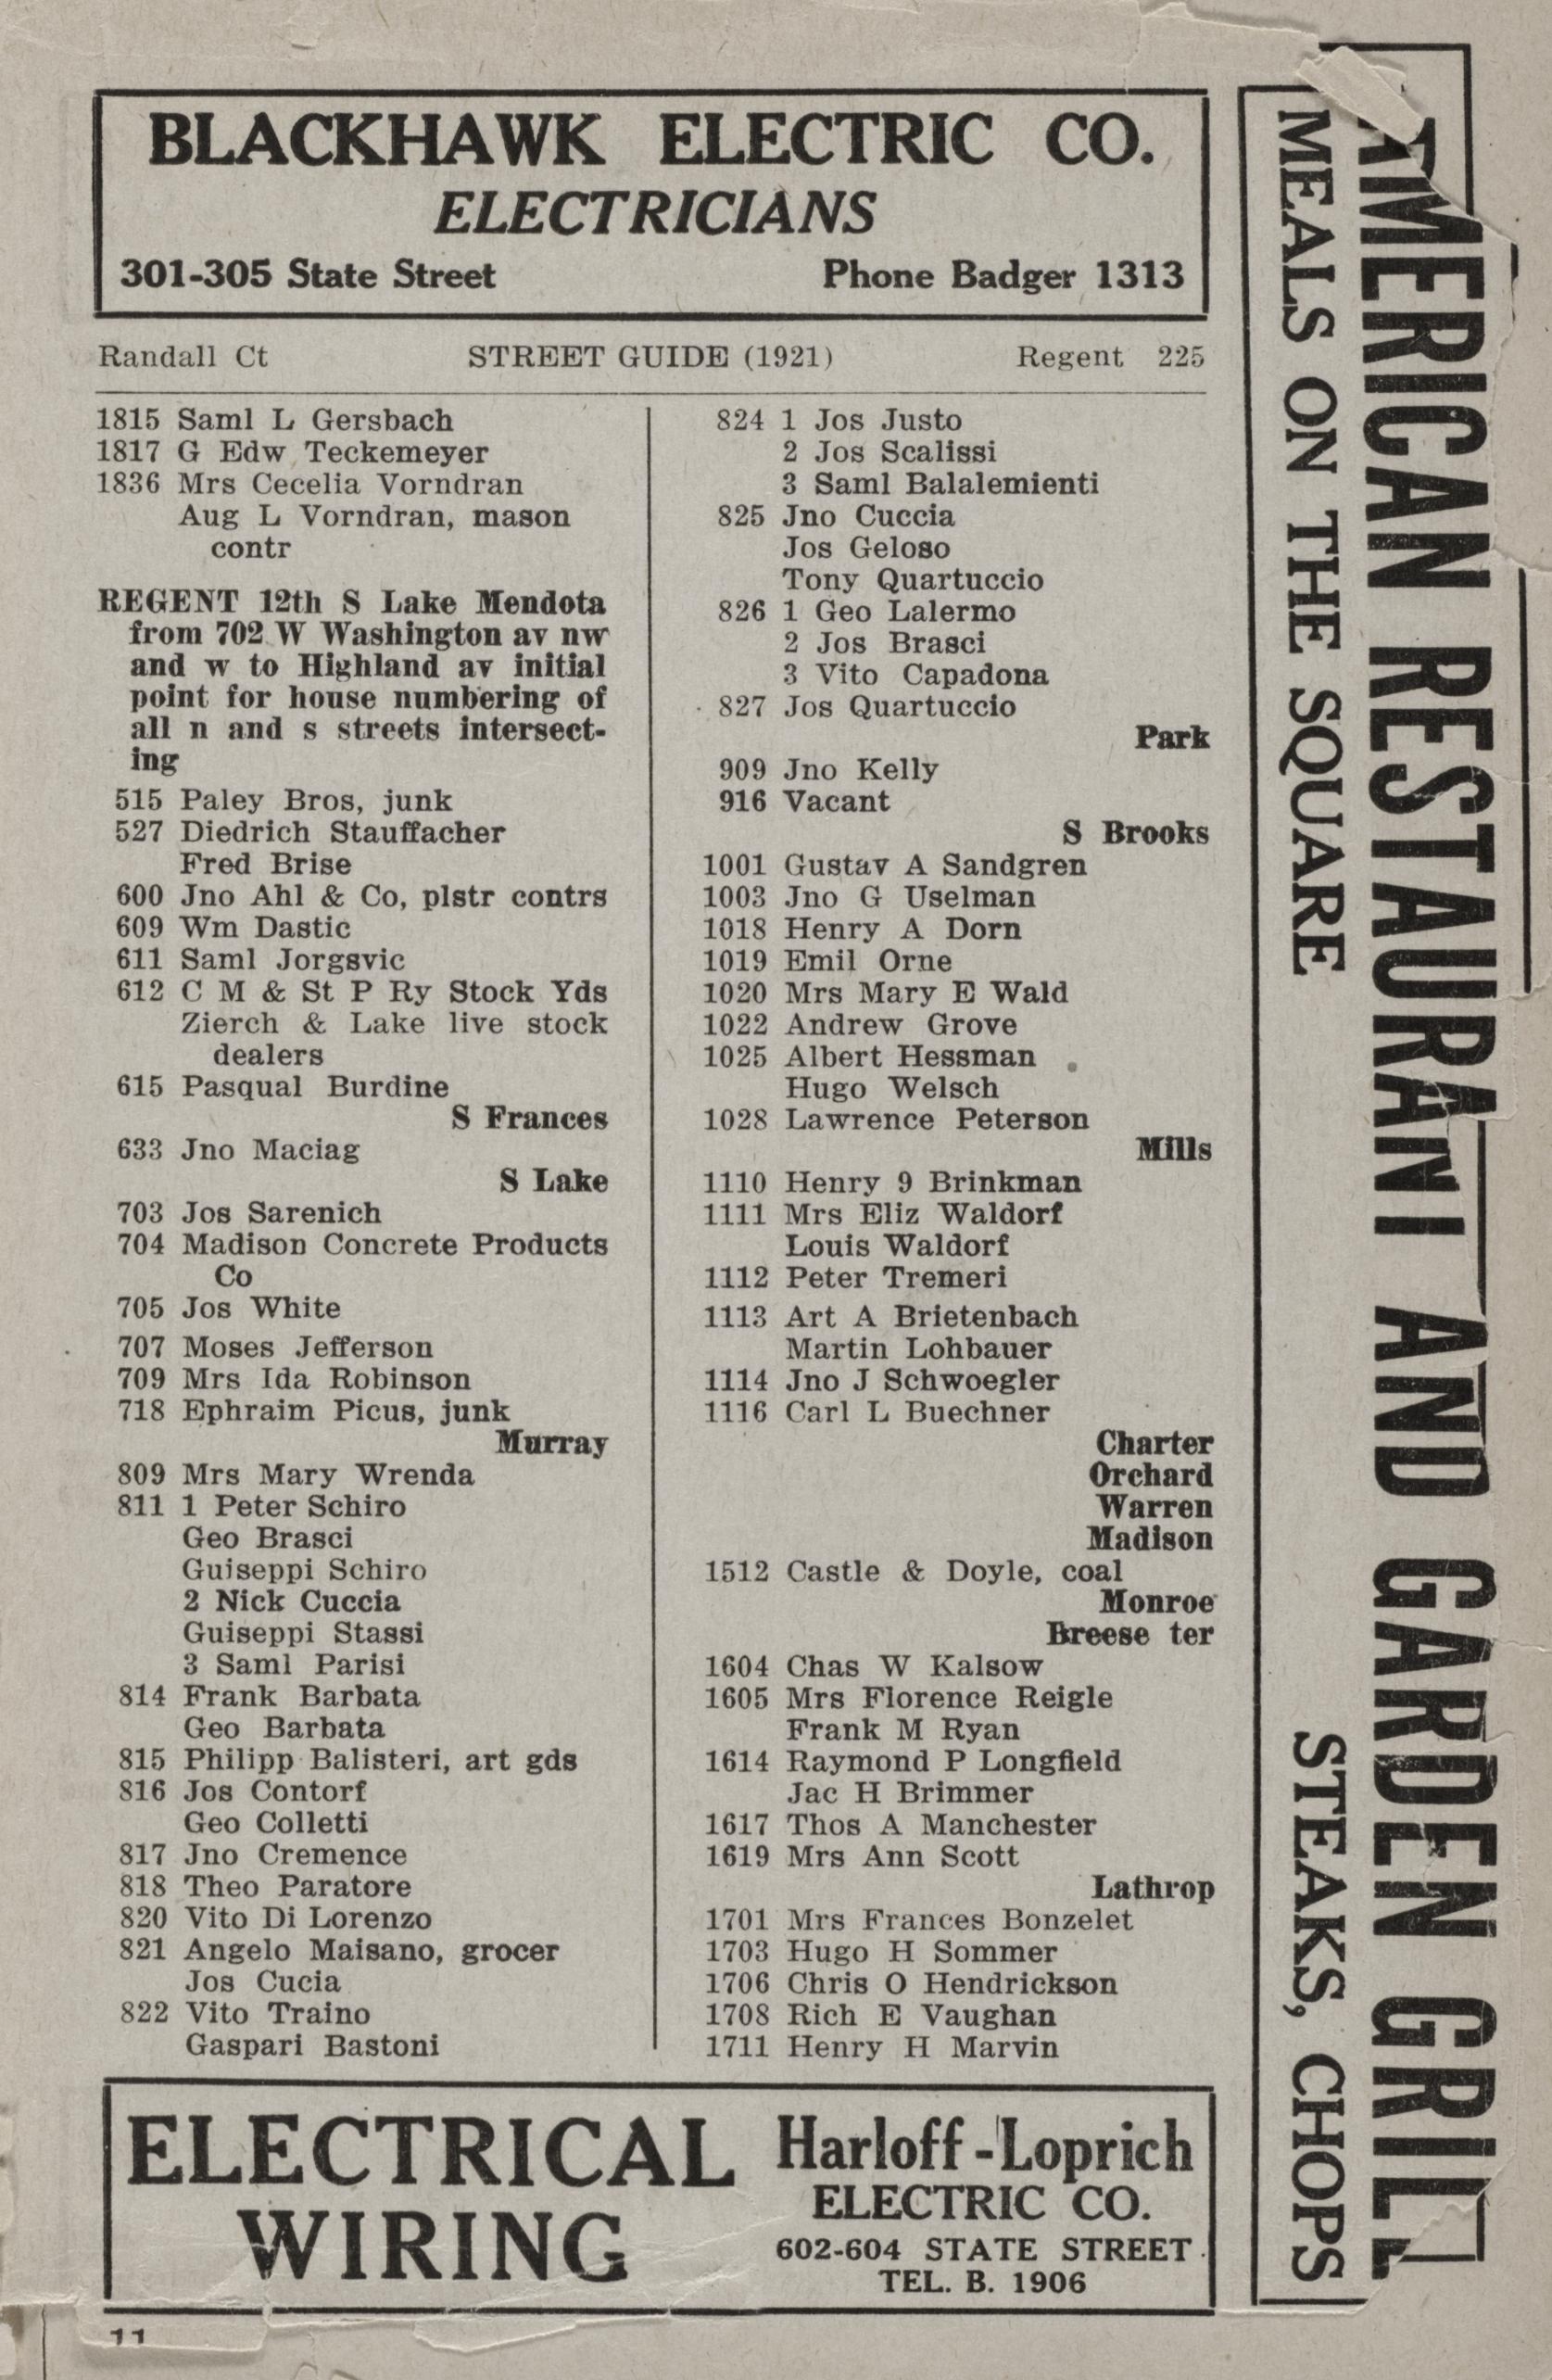 BLACKHAWK ELECTRIC CO.
ELECTRICIANS
301-305 State Street Phone Badger 1313
Randall Ct STREET GUIDE (1921) Regent 225
1815 Saml L Gersbach
1817 G Edw Teckemeyer
1836 Mrs Cecelia Vorndran
Aug L Vorndran, mason
contr
REGENT 12th S Lake Mendota
from 702 W Washington av nw
and w to Highland av initial
point for house numbering of
all n and s streets intersect-
ing
515 Paley Bros, junk
527 Diedrich Stauffacher
Fred Brise
600 Jno Ahl & Co, plstr contrs
609 Wm Dastic
611 Saml Jorgsvic
612 C M & St P Ry Stock Yds
Zierch & Lake live stock
dealers
615 Pasqual Burdine
S Frances
633 Jno Maciag
S Lake
703 Jos Sarenich
704 Madison Concrete Products
Co
705 Jos White
707 Moses Jefferson
709 Mrs Ida Robinson
718 Ephraim Picus, junk
Murray
809 Mrs Mary Wrenda
811 1 Peter Schiro
Geo Brasci
Guiseppi Schiro
2 Nick Cuccia
Guiseppi Stassi
3 Saml Parisi
814 Frank Barbata
Geo Barbata
815 Philipp Balisteri, art gds
816 Jos Contorf
Geo Colletti
817 Jno Cremence
818 Theo Paratore
820 Vito Di Lorenzo
821 Angelo Maisano, grocer
Jos Cucia
822 Vito Traino
Gaspari Bastoni
824 1 Jos Justo
2 Jos Scalissi
3 Saml Balalemienti
825 Jno Cuccia
Jos Geloso
Tony Quartuccio
826 1 Geo Lalermo
2 Jos Brasci
3 Vito Capadona
827 Jos Quartuccio
Park
909 Jno Kelly
916 Vacant
S Brooks
1001 Gustav A Sandgren
1003 Jno G Uselman
1018 Henry A Dorn
1019 Emil Orne
1020 Mrs Mary E Wald
1022 Andrew Grove
1025 Albert Hessman
Hugo Welsch
1028 Lawrence Peterson
Mills
1110 Henry 9 Brinkman
1111 Mrs Eliz Waldorf
Louis Waldorf
1112 Peter Tremeri
1113 Art A Brietenbach
Martin Lohbauer
1114 Jno J Schwoegler
1116 Carl L Buechner
Charter
Orchard
Warren
Madison
1512 Castle & Doyle, coal
Monroe
Breese ter
1604 Chas W Kalsow
1605 Mrs Florence Reigle
Frank M Ryan
1614 Raymond P Longfield
Jac H Brimmer
1617 Thos A Manchester
1619 Mrs Ann Scott
Lathrop
1701 Mrs Frances Bonzelet
1703 Hugo H Sommer
1706 Chris O Hendrickson
1708 Rich E Vaughan
1711 Henry H Marvin
ELECTRICAL
WIRING
Harloff-Loprich
ELECTRIC CO.
602-604 STATE STREET
TEL. B. 1906
11
AMERICAN RESTAURANT AND GARDEN GRILL
MEALS ON THE SQUARE STEAKS, CHOPS